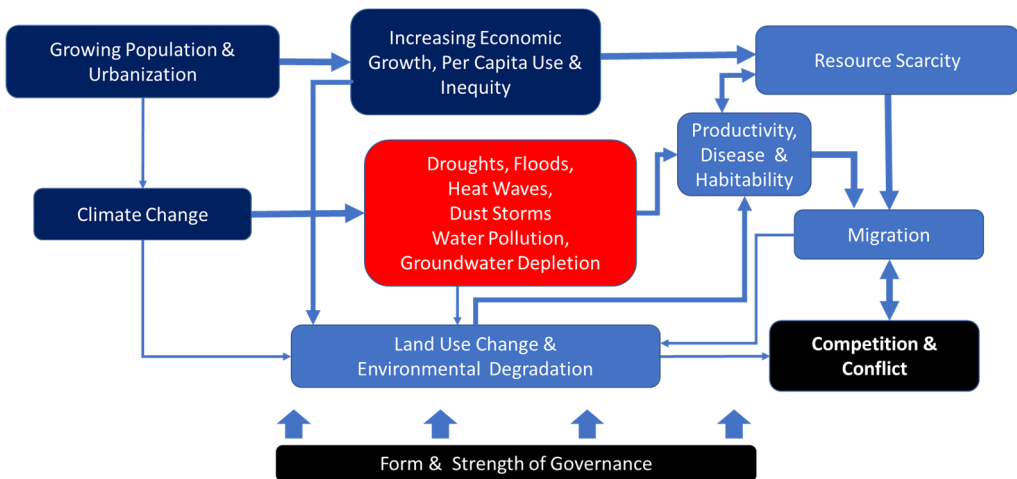 Growing Population &
Urbanization
Increasing Economic
Growth, Per Capita Use &
Inequity
Resource Scarcity
Productivity,
Disease &
Habitability
Droughts, Floods,
Heat Waves,
Dust Storms
Water Pollution,
Groundwater Depletion
Climate Change
Migration
Land Use Change &
Environmental Degradation
Competition &
Conflict
Form & Strength of Governance